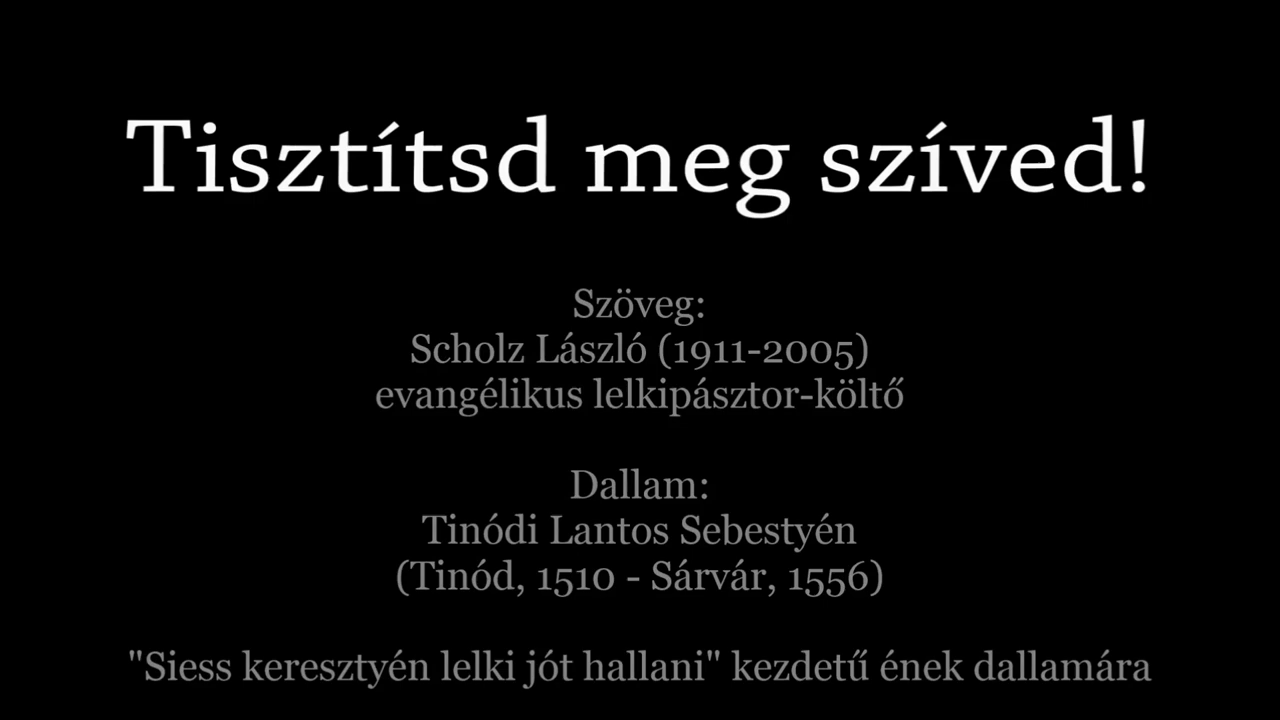 Tisztítsd meg szíved!
Szöveg:
Scholz László (1911-2005)
evangélikus lelkipásztor-költő
Dallam:
Tinódi Lantos Sebestyén
(Tinód, 1510 - Sárvár, 1556)
"Siess keresztyén lelki jót hallani" kezdetű ének dallamára